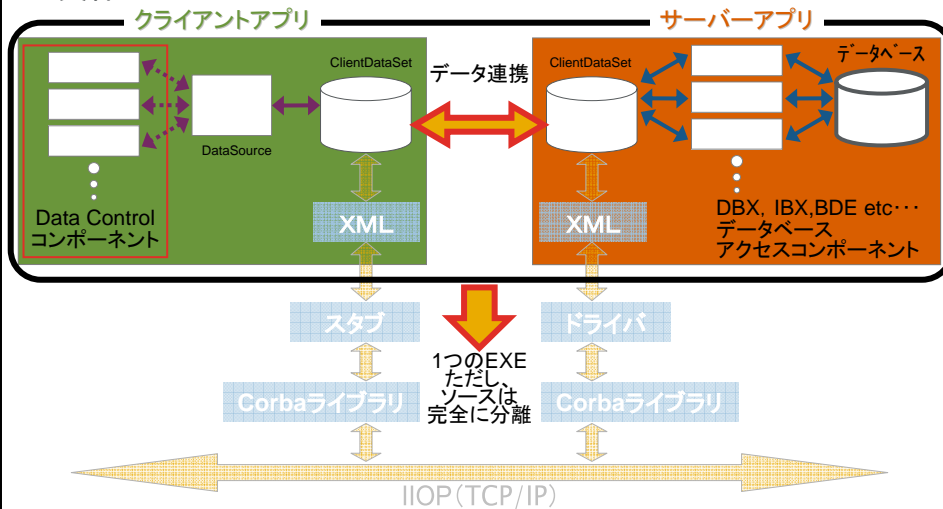 クライアントアプリ
サーバーアプリ
ClientDataSet
データ連携
ClientDataSet
データベース
DataSource
Data Control
コンポーネント
XML
XML
DBX, IBX,BDE etc･･･
データベース
アクセスコンポーネント
スタブ
ドライバ
1つのEXE
ただし、
ソースは
完全に分離
Corbaライブラリ
Corbaライブラリ
IIOP(TCP/IP)